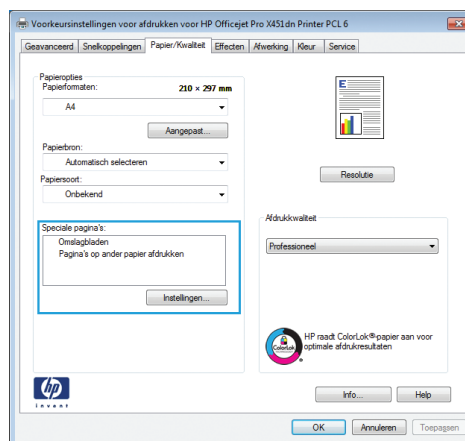 Voorkeursinstellingen voor afdrukken voor HP Officejet Pro X451dn Printer PCL 6
Geavanceerd Snelkoppelingen Papier/Kwaliteit Effecten Afwerking Kleur Service
Papieropties
Papierformaten: 210 × 297 mm
A4
Aangepast...
Papierbron:
Automatisch selecteren
Papiersoort:
Onbekend
Speciale pagina's:
Omslagbladen
Pagina's op ander papier afdrukken
Instellingen...
E
Resolutie
Afdrukkwaliteit
Professioneel
ColorLok
HP raadt ColorLok®-papier aan voor
optimale afdrukresultaten
hp
invent
Info... Help
OK Annuleren Toepassen